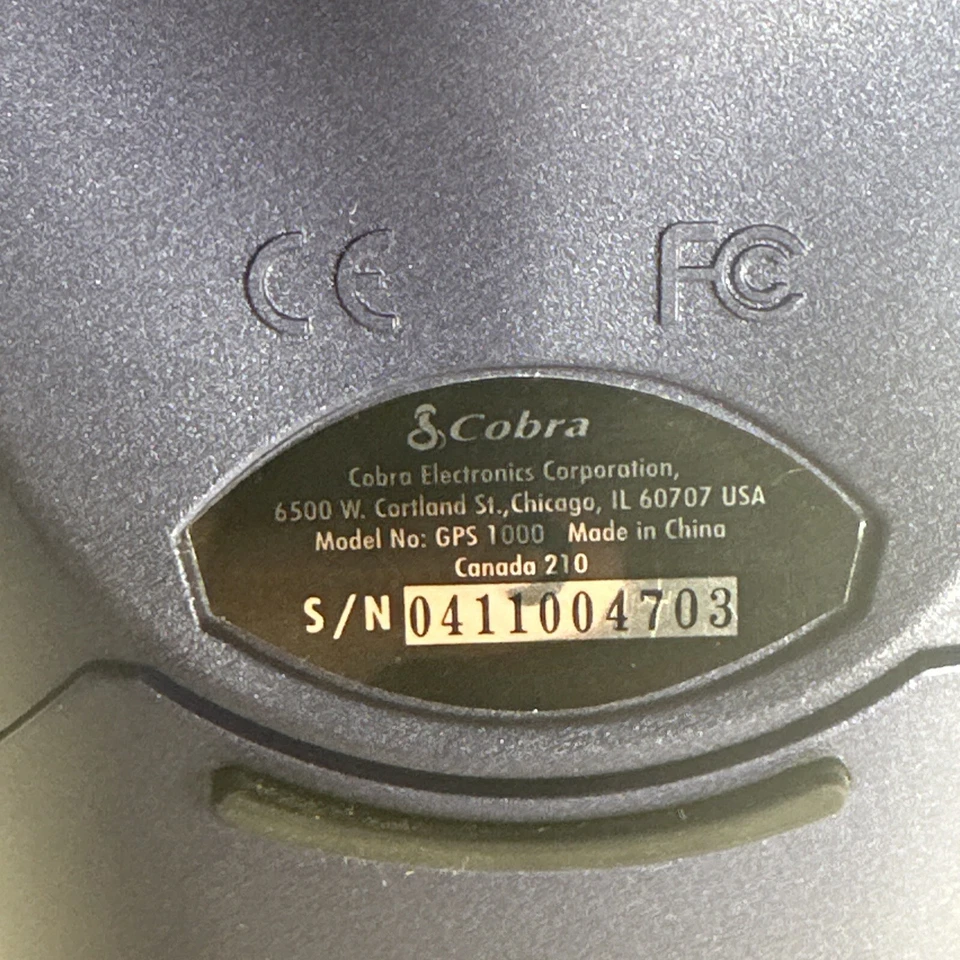 CE FC
Cobra
Cobra Electronics Corporation,
6500 W. Cortland St.,Chicago, IL 60707 USA
Model No: GPS 1000 Made in China
Canada 210
S/N 0411004703